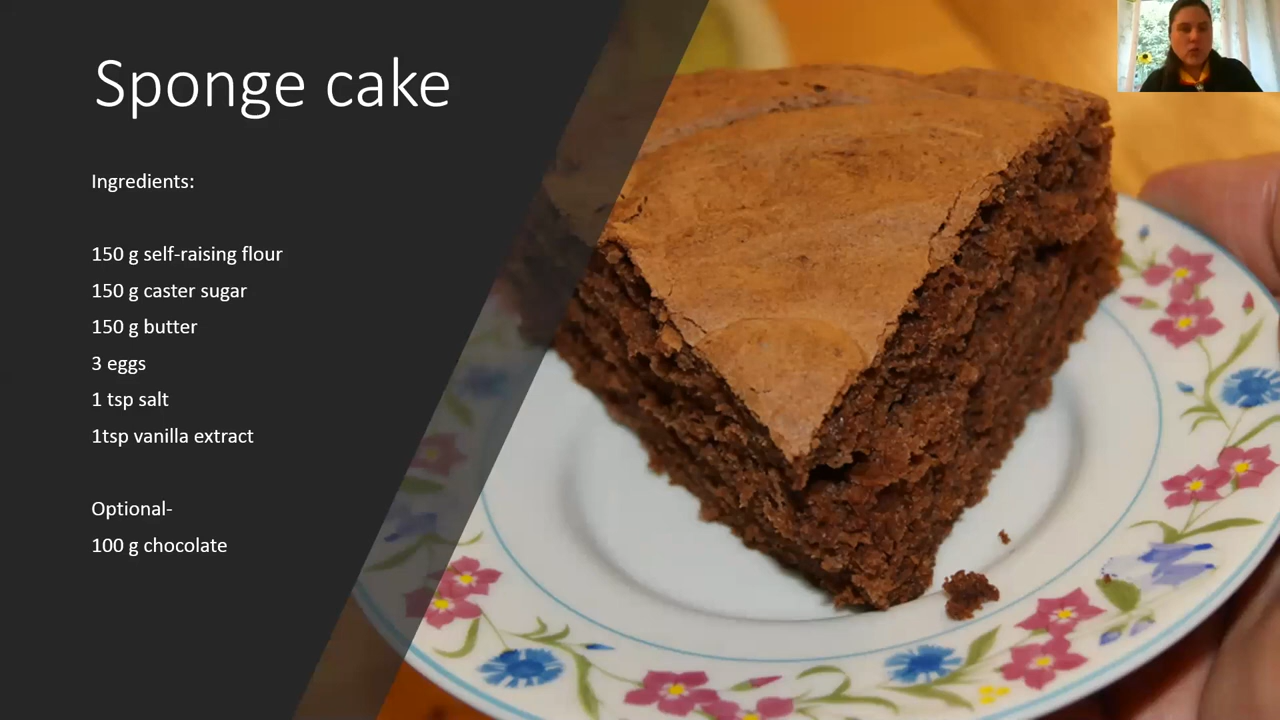 Sponge cake
Ingredients:
150 g self-raising flour
150 g caster sugar
150 g butter
3 eggs
1 tsp salt
1tsp vanilla extract
Optional-
100 g chocolate